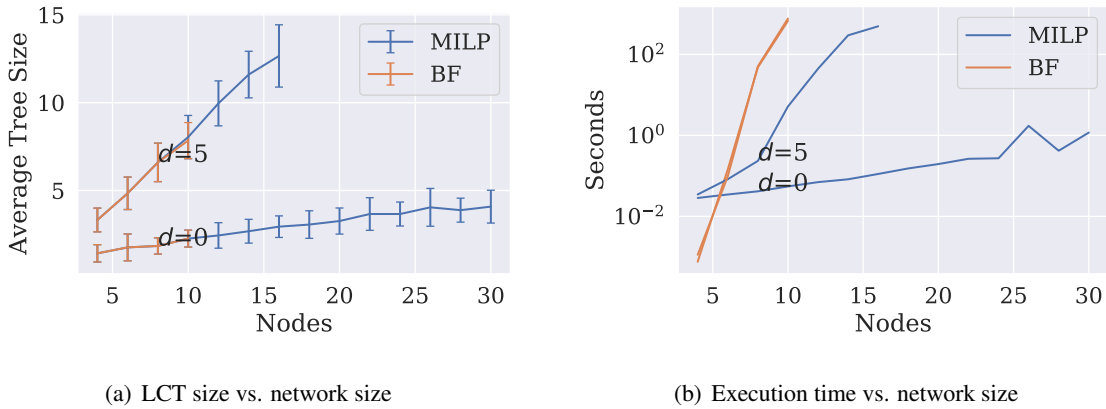 15
10
5
Average Tree Size
MILP
BF
d=5
d=0
5 10 15 20 25 30
Nodes
(a) LCT size vs. network size
10^2
10^0
10^−2
Seconds
MILP
BF
d=5
d=0
5 10 15 20 25 30
Nodes
(b) Execution time vs. network size